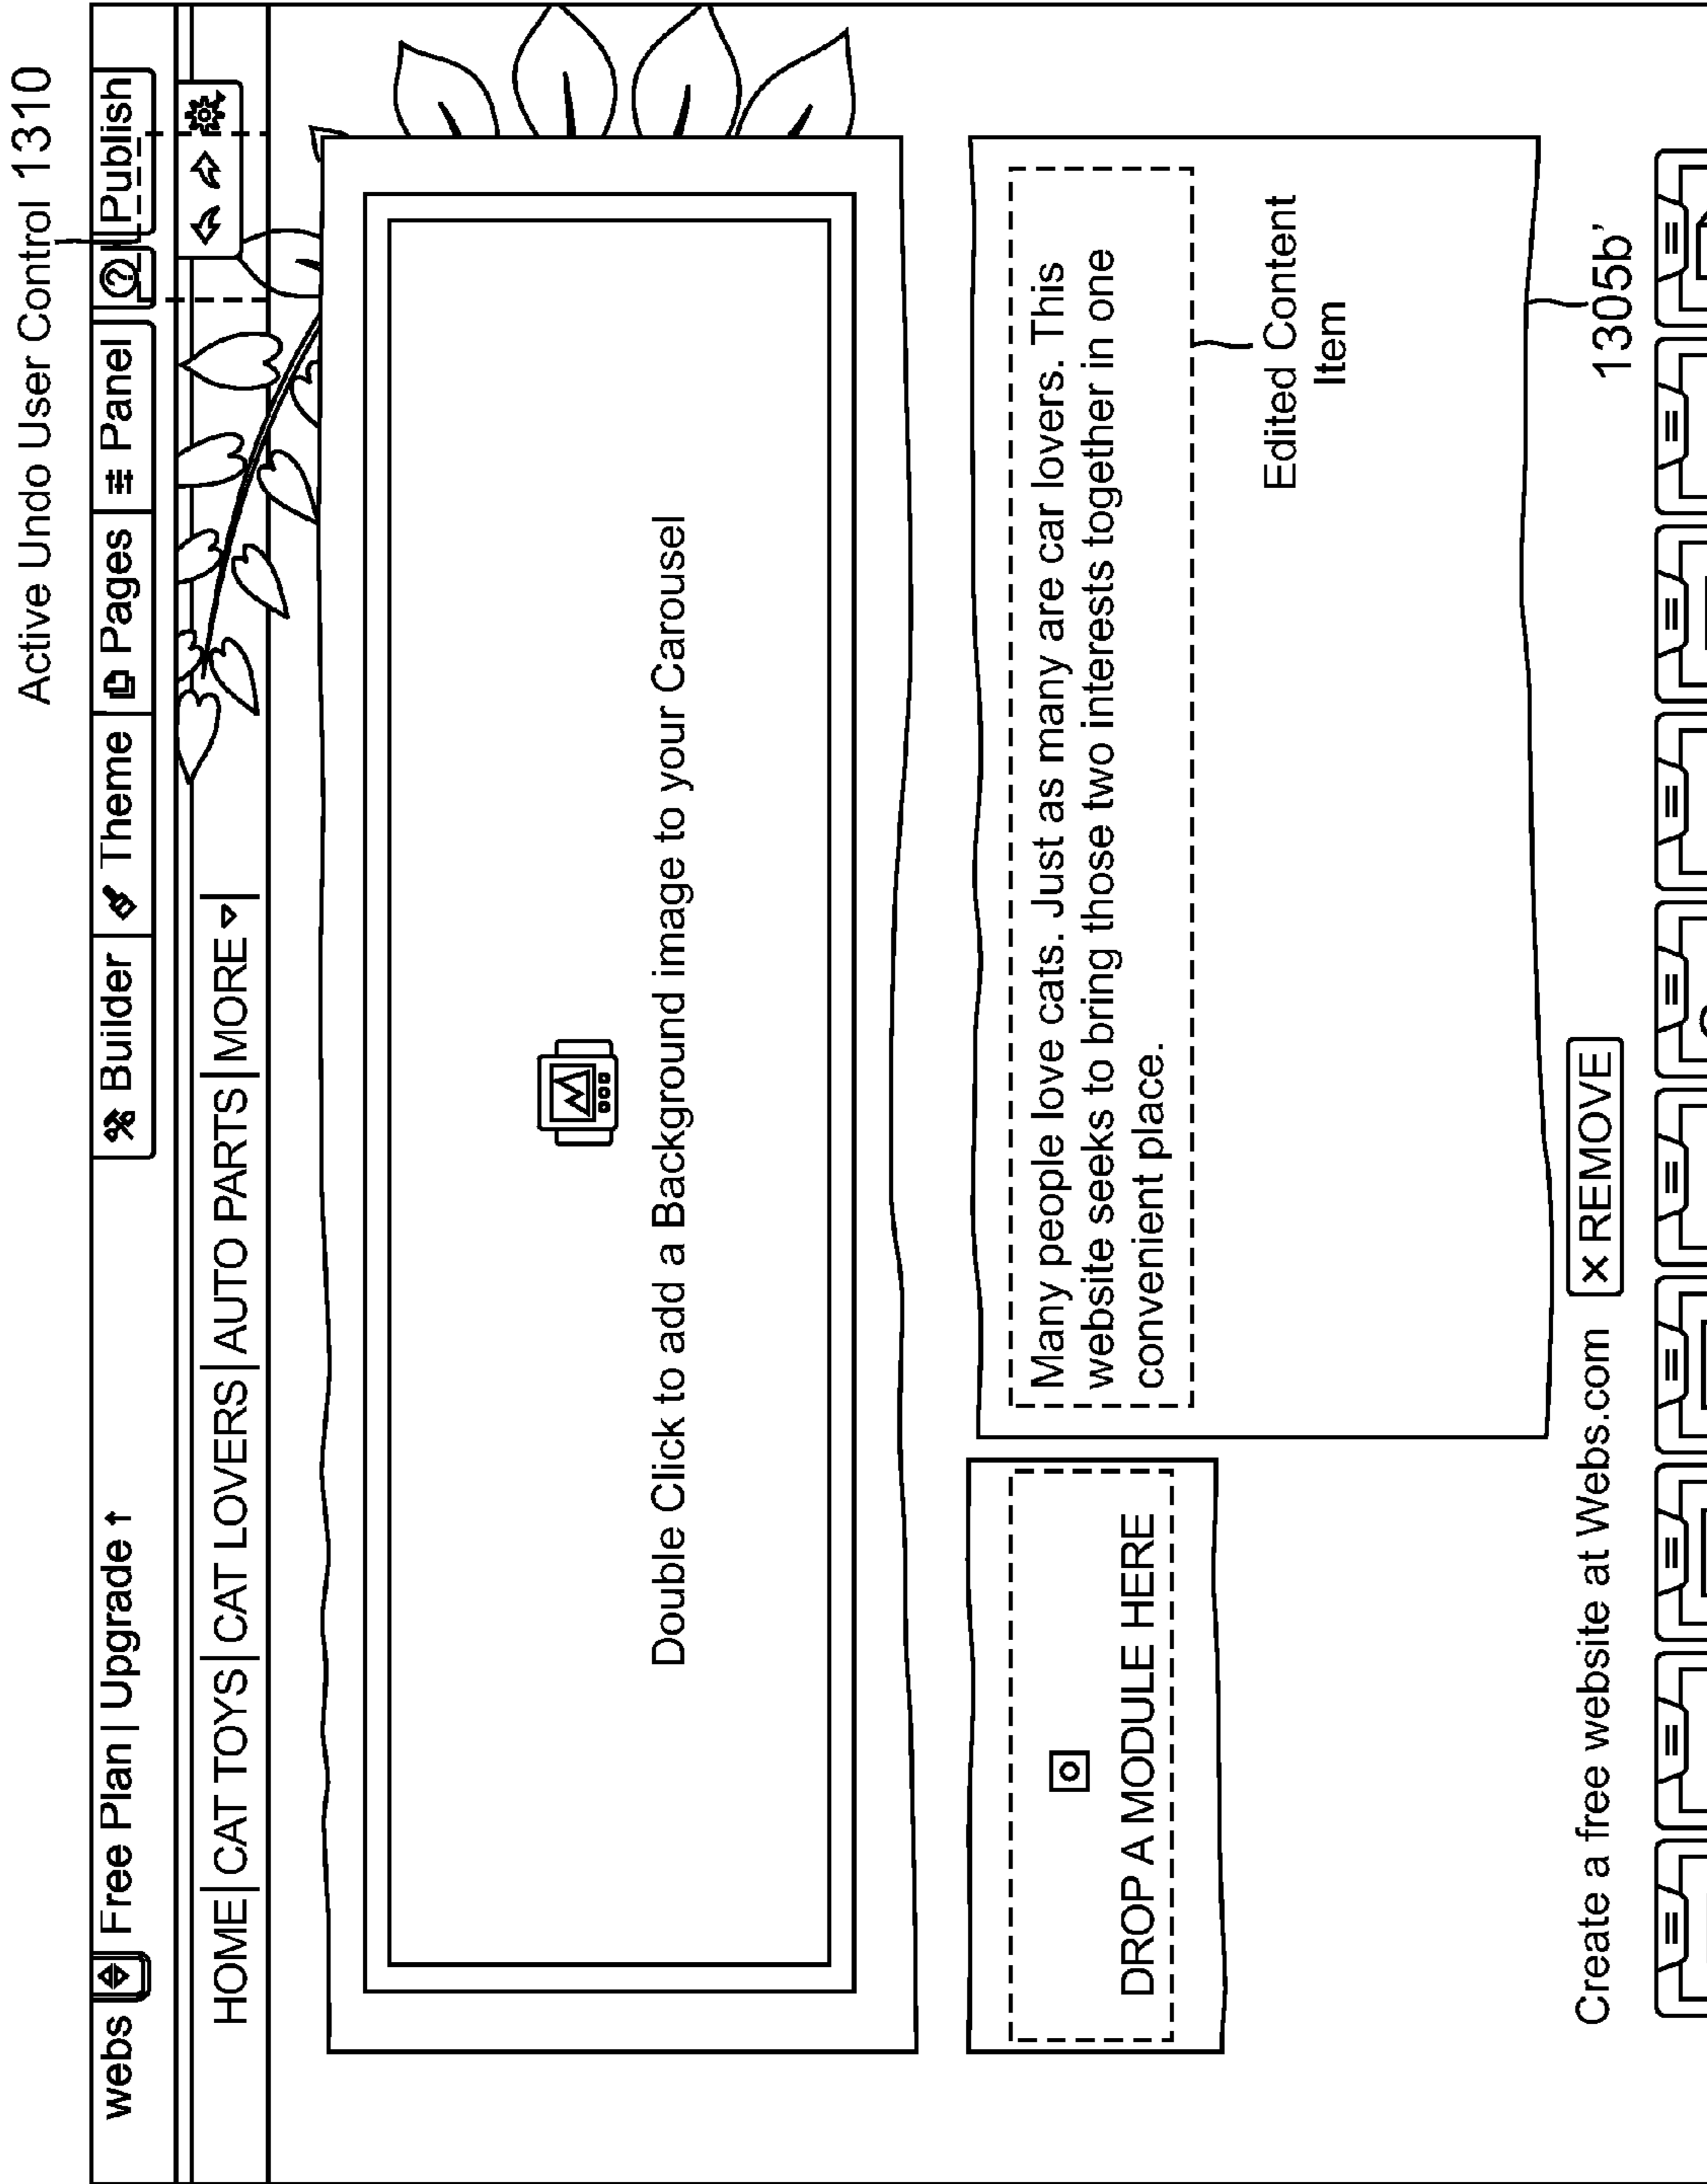 Active Undo User Control 1310
webs Free Plan | Upgrade ↑ Builder Theme Pages Panel ? Publish
HOME | CAT TOYS | CAT LOVERS | AUTO PARTS | MORE
Double Click to add a Background image to your Carousel
DROP A MODULE HERE
Many people love cats. Just as many are car lovers. This
website seeks to bring those two interests together in one
convenient place.
Edited Content
Item
1305b'
Create a free website at Webs.com × REMOVE